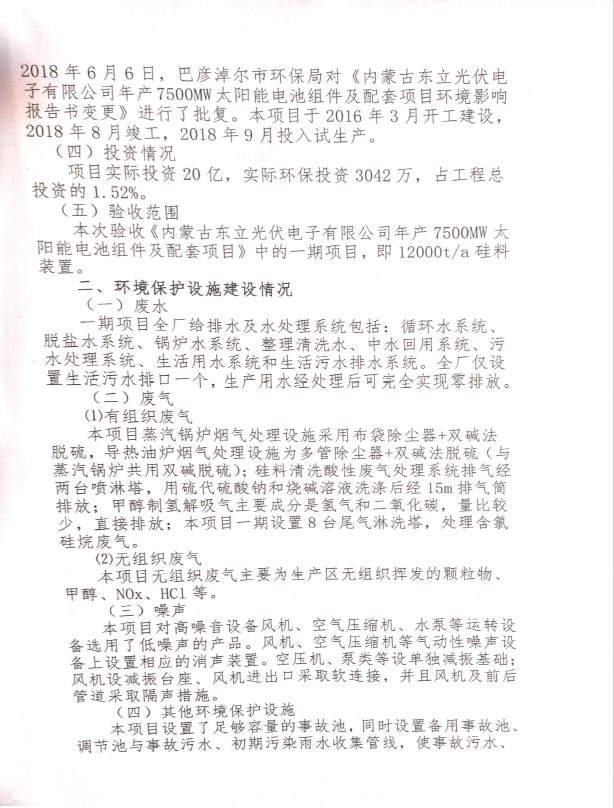 2018 年 6 月 6 日，巴彦淖尔市环保局对《内蒙古东立光伏电
子有限公司年产 7500MW 太阳能电池组件及配套项目环境影响
报告书变更》进行了批复。本项目于 2016 年 3 月开工建设，
2018 年 8 月竣工，2018 年 9 月投入试生产。
（四）投资情况
项目实际投资 20 亿，实际环保投资 3042 万，占工程总
投资的 1.52%。
（五）验收范围
本次验收《内蒙古东立光伏电子有限公司年产 7500MW 太
阳能电池组件及配套项目》中的一期项目，即 12000t/a 硅料
装置。
二、环境保护设施建设情况
（一）废水
一期项目全厂给排水及水处理系统包括：循环水系统、
脱盐水系统、锅炉水系统、整理清洗水、中水回用系统、污
水处理系统、生活用水系统和生活污水排水系统。全厂仅设
置生活污水排口一个，生产用水经处理后可完全实现零排放。
（二）废气
⑴有组织废气
本项目蒸汽锅炉烟气处理设施采用布袋除尘器+双碱法
脱硫，导热油炉烟气处理设施为多管除尘器+双碱法脱硫（与
蒸汽锅炉共用双碱脱硫）；硅料清洗酸性废气处理系统排气经
两台喷淋塔，用硫代硫酸钠和烧碱溶液洗涤后经 15m 排气筒
排放；甲醇制氢解吸气主要成分是氢气和二氧化碳，量比较
少，直接排放；本项目一期设置 8 台尾气淋洗塔，处理含氯
硅烷废气。
⑵无组织废气
本项目无组织废气主要为生产区无组织挥发的颗粒物、
甲醇、NOx、HCl 等。
（三）噪声
本项目对高噪音设备风机、空气压缩机、水泵等运转设
备选用了低噪声的产品。风机、空气压缩机等气动性噪声设
备上设置相应的消声装置。空压机、泵类等设单独减振基础；
风机设减振台座、风机进出口采取软连接，并且风机及前后
管道采取隔声措施。
（四）其他环境保护设施
本项目设置了足够容量的事故池，同时设置备用事故池、
调节池与事故污水、初期污染雨水收集管线，使事故污水、